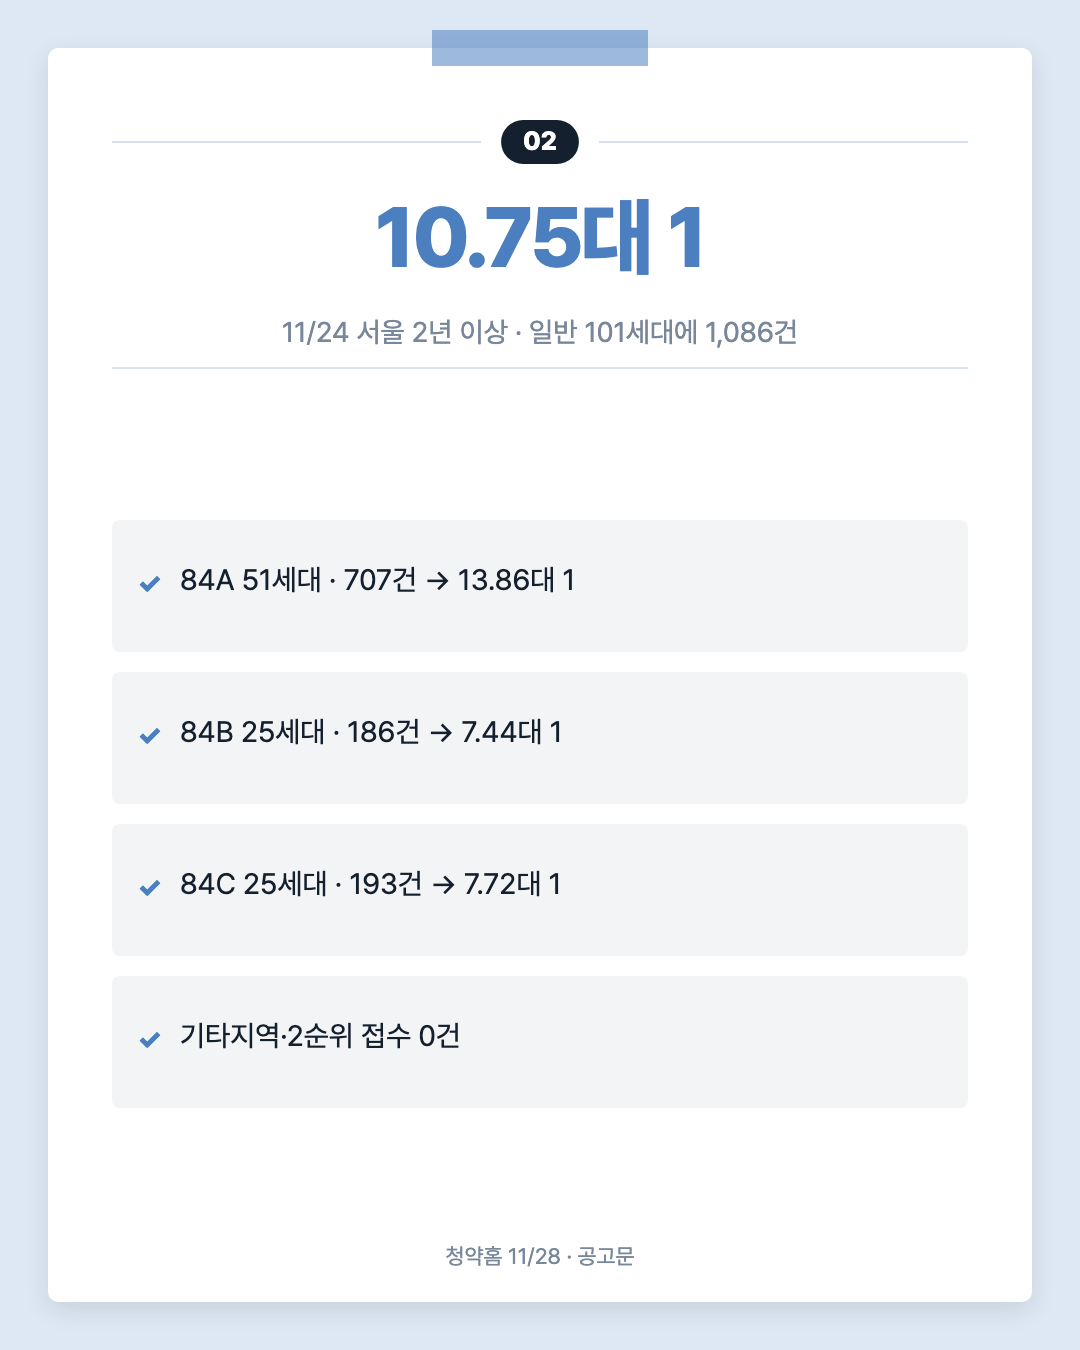 02
10.75대 1
11/24 서울 2년 이상 · 일반 101세대에 1,086건
84A 51세대 · 707건 → 13.86대 1
84B 25세대 · 186건 → 7.44대 1
84C 25세대 · 193건 → 7.72대 1
기타지역·2순위 접수 0건
청약홈 11/28 · 공고문